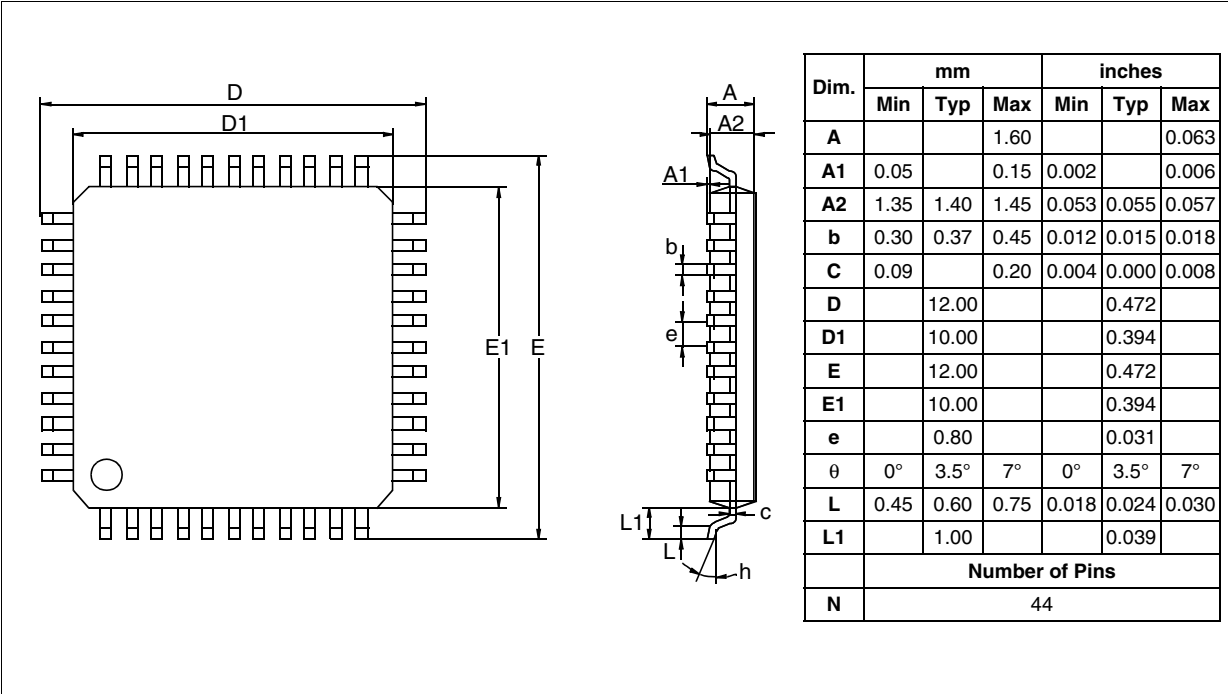 D
D1
E1 E
A
A2
A1
b
e
c
L1
L
h
Dim. mm inches
Min Typ Max Min Typ Max
A 1.60 0.063
A1 0.05 0.15 0.002 0.006
A2 1.35 1.40 1.45 0.053 0.055 0.057
b 0.30 0.37 0.45 0.012 0.015 0.018
C 0.09 0.20 0.004 0.000 0.008
D 12.00 0.472
D1 10.00 0.394
E 12.00 0.472
E1 10.00 0.394
e 0.80 0.031
θ 0° 3.5° 7° 0° 3.5° 7°
L 0.45 0.60 0.75 0.018 0.024 0.030
L1 1.00 0.039
Number of Pins
N 44